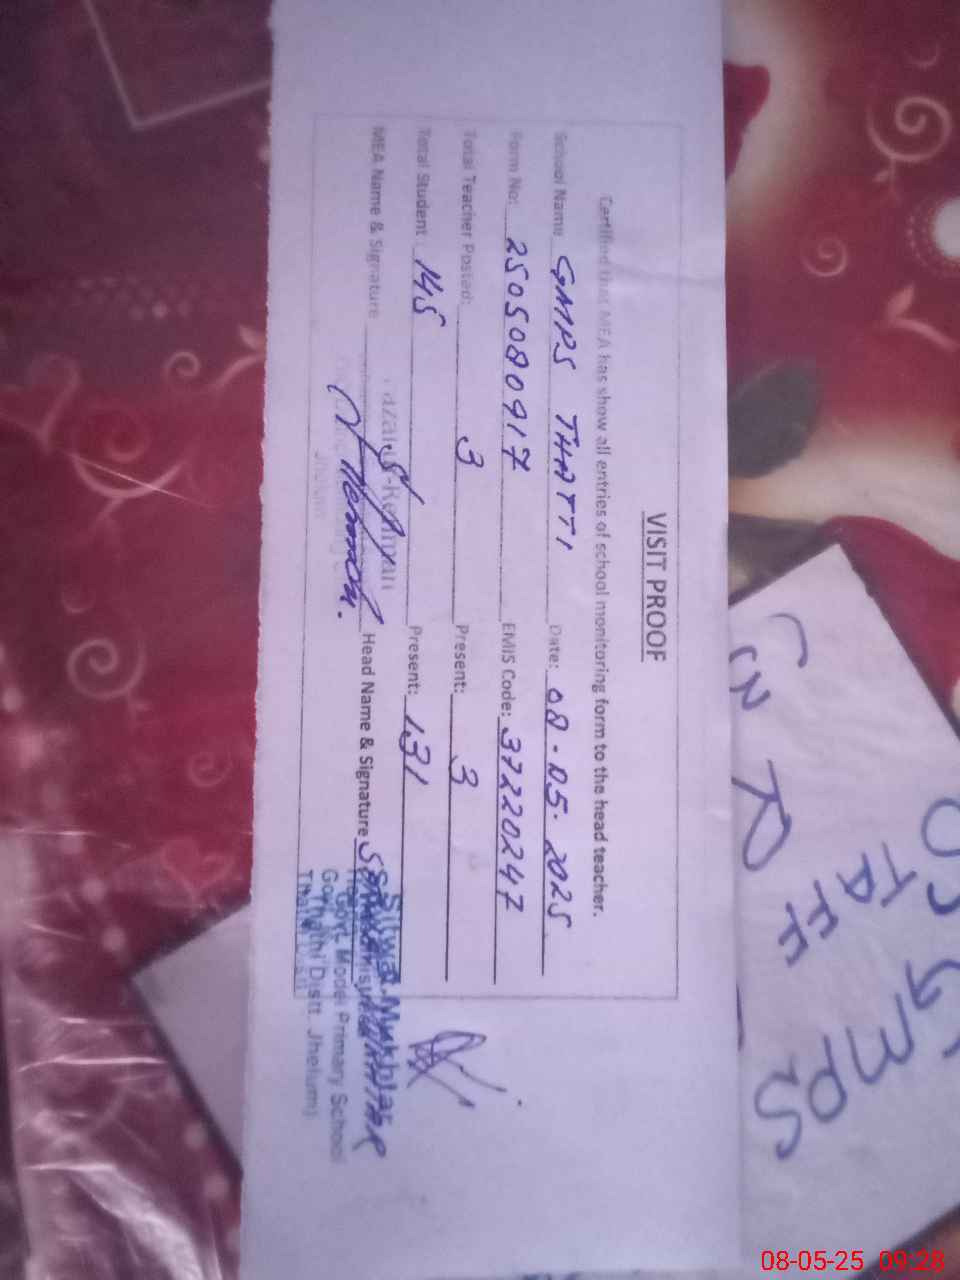 VISIT PROOF
Certified that MEA has show all entries of school monitoring form to the head teacher.
School Name GMPS THATTI Date: 08-05-2025
Form No: 2505080917 EMIS Code: 37220247
Total Teacher Posted: 3 Present: 3
Total Student: 145 Present: 131
MEA Name & Signature Head Name & Signature
Jhelum
Govt. Model Primary School
Distt. Jhelum
STAFF
GMPS
08-05-25 09:28